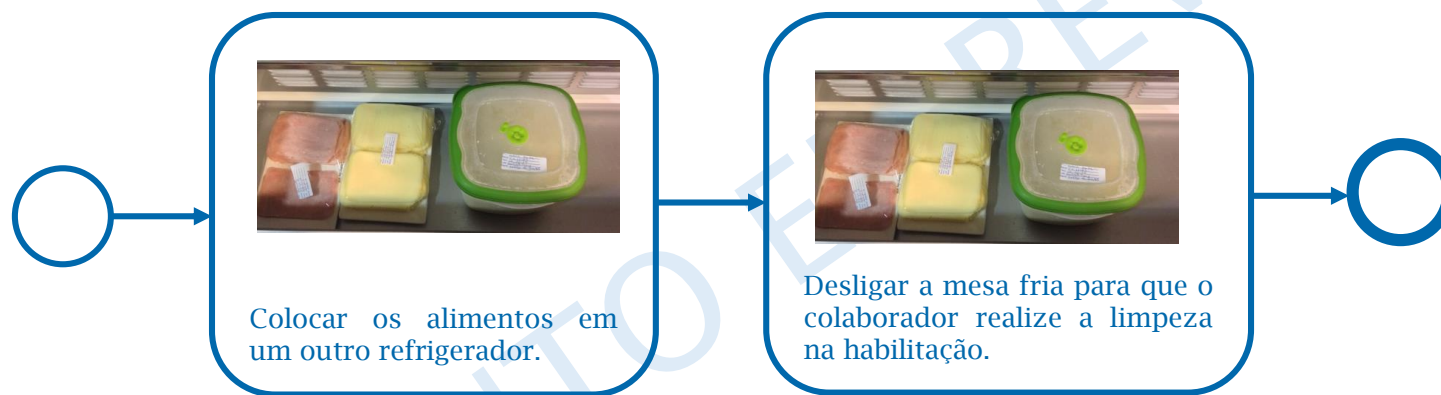 Colocar os alimentos em
um outro refrigerador.
Desligar a mesa fria para que o
colaborador realize a limpeza
na habilitação.